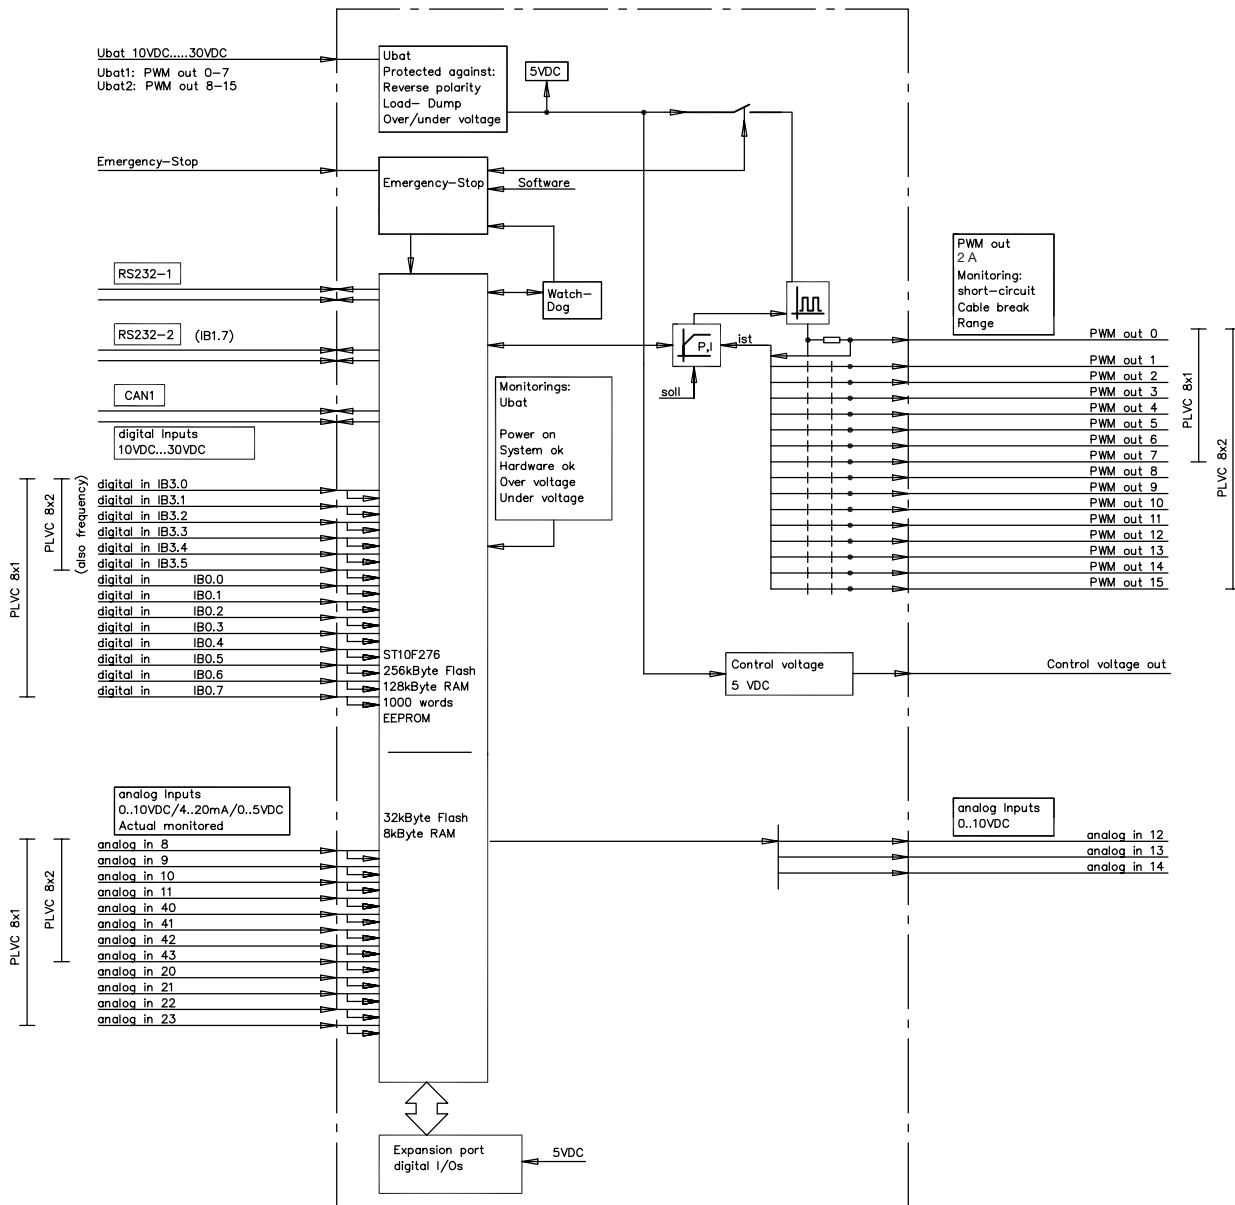 Ubat 10VDC.....30VDC
Ubat1: PWM out 0-7
Ubat2: PWM out 8-15
Ubat
Protected against:
Reverse polarity
Load- Dump
Over/under voltage
5VDC
Emergency-Stop
Emergency-Stop
Software
RS232-1
RS232-2 (IB1.7)
CAN1
Watch-
Dog
P,I
ist
soll
PWM out
2 A
Monitoring:
short-circuit
Cable break
Range
Monitorings:
Ubat
Power on
System ok
Hardware ok
Over voltage
Under voltage
digital Inputs
10VDC...30VDC
PLVC 8x1
PLVC 8x2
(also frequency)
digital in IB3.0
digital in IB3.1
digital in IB3.2
digital in IB3.3
digital in IB3.4
digital in IB3.5
digital in IB0.0
digital in IB0.1
digital in IB0.2
digital in IB0.3
digital in IB0.4
digital in IB0.5
digital in IB0.6
digital in IB0.7
PWM out 0
PWM out 1
PWM out 2
PWM out 3
PWM out 4
PWM out 5
PWM out 6
PWM out 7
PWM out 8
PWM out 9
PWM out 10
PWM out 11
PWM out 12
PWM out 13
PWM out 14
PWM out 15
PLVC 8x1
PLVC 8x2
ST10F276
256kByte Flash
128kByte RAM
1000 words
EEPROM
Control voltage
5 VDC
Control voltage out
analog Inputs
0..10VDC/4..20mA/0..5VDC
Actual monitored
32kByte Flash
8kByte RAM
PLVC 8x1
PLVC 8x2
analog in 8
analog in 9
analog in 10
analog in 11
analog in 40
analog in 41
analog in 42
analog in 43
analog in 20
analog in 21
analog in 22
analog in 23
analog Inputs
0..10VDC
analog in 12
analog in 13
analog in 14
Expansion port
digital I/Os
5VDC